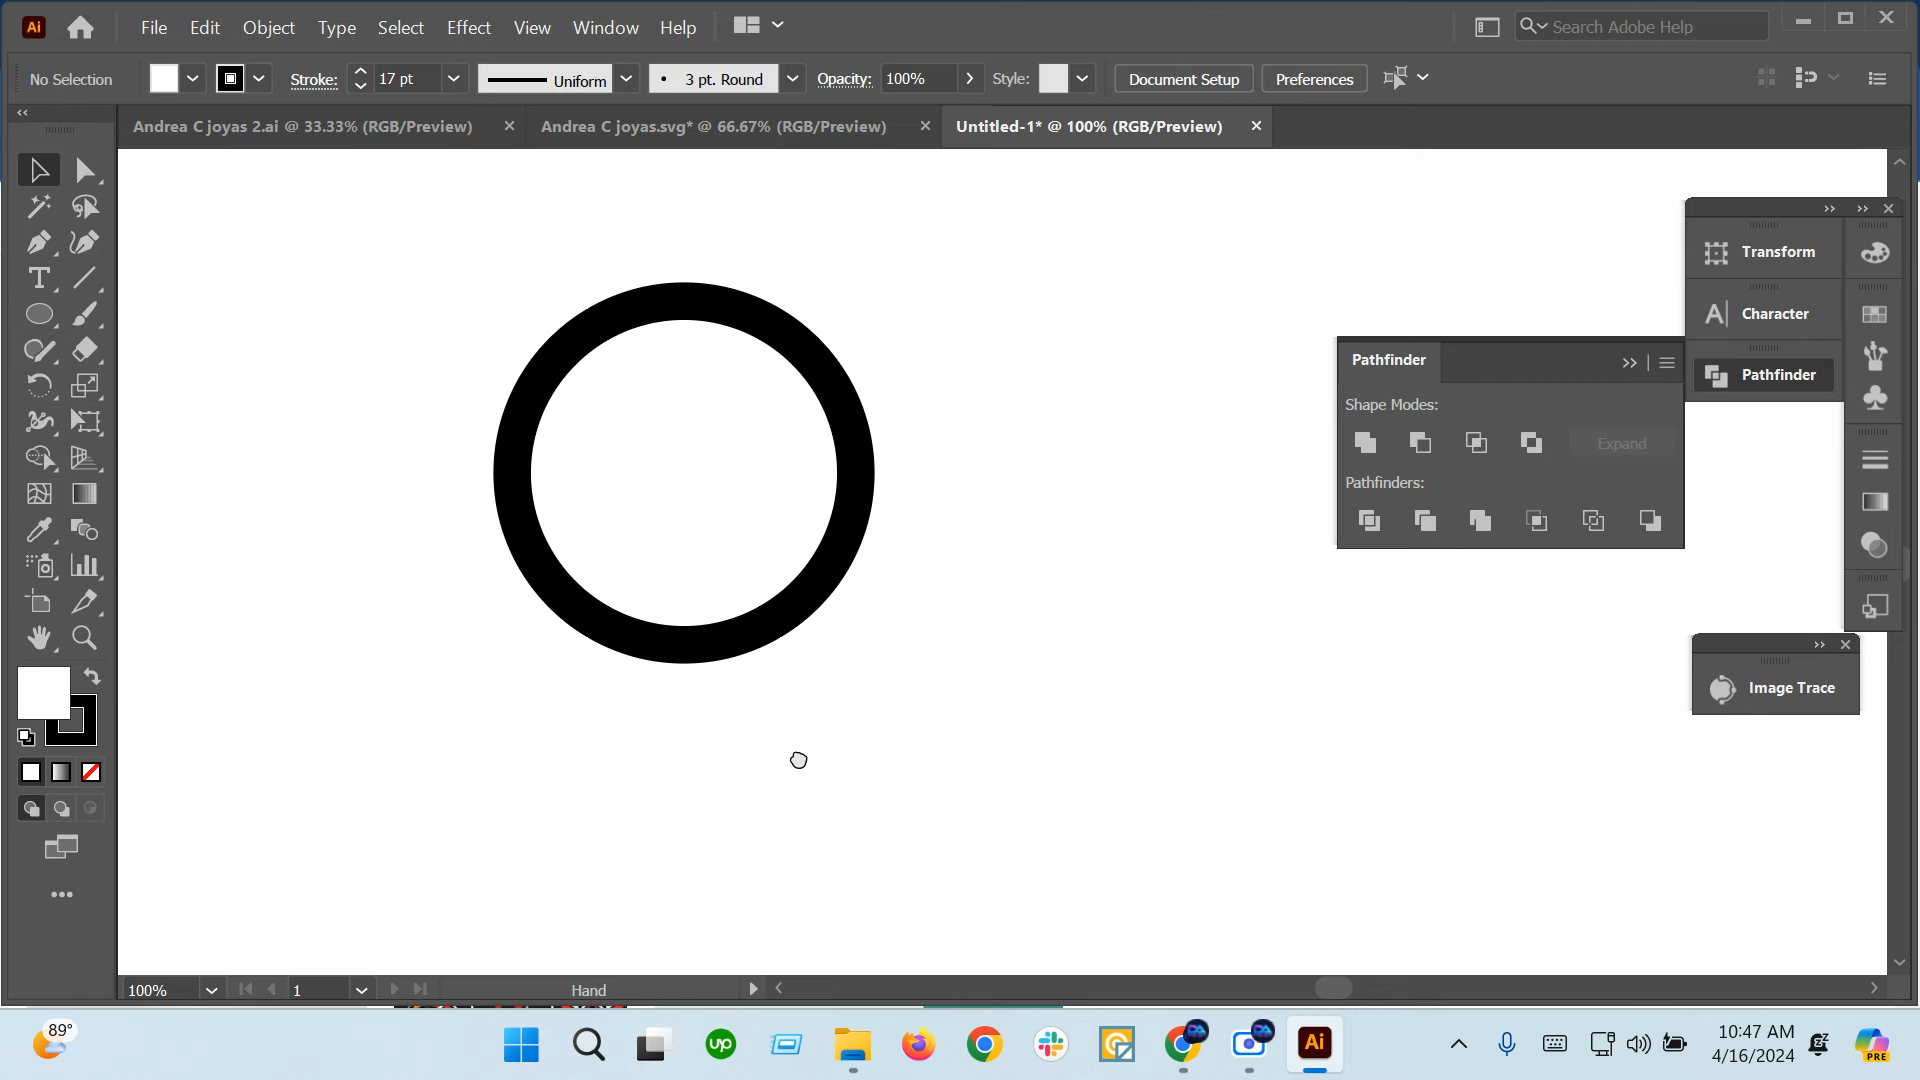 Ai File Edit Object Type Select Effect View Window Help Search Adobe Help
No Selection Stroke: 17 pt Uniform 3 pt. Round Opacity: 100% Style: Document Setup Preferences
Andrea C joyas 2.ai @ 33.33% (RGB/Preview) Andrea C joyas.svg* @ 66.67% (RGB/Preview) Untitled-1* @ 100% (RGB/Preview)
Transform
Character
Pathfinder
Pathfinder
Shape Modes:
Expand
Pathfinders:
Image Trace
100% 1 Hand
89° up Ai 10:47 AM
4/16/2024
PRE